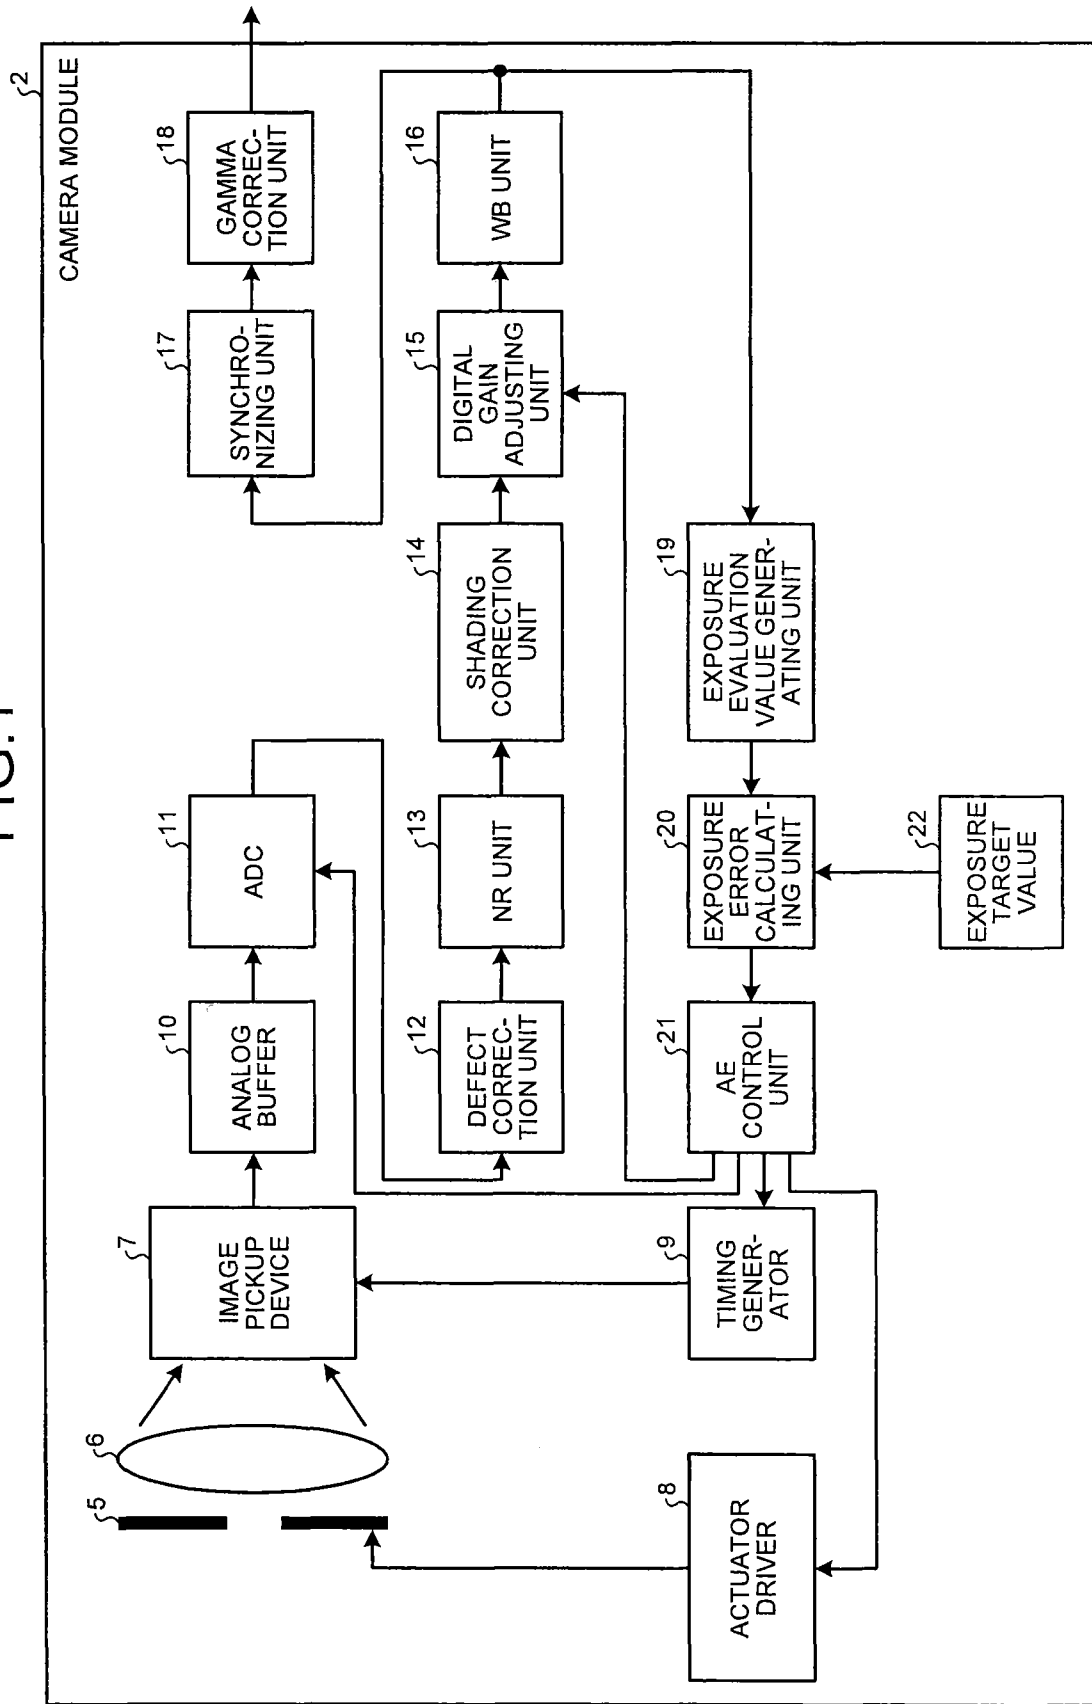 FIG. 1
2
CAMERA MODULE
5
6
7
IMAGE
PICKUP
DEVICE
10
ANALOG
BUFFER
11
ADC
17
SYNCHRO-
NIZING UNIT
18
GAMMA
CORREC-
TION UNIT
12
DEFECT
CORREC-
TION UNIT
13
NR UNIT
14
SHADING
CORRECTION
UNIT
15
DIGITAL
GAIN
ADJUSTING
UNIT
16
WB UNIT
8
ACTUATOR
DRIVER
9
TIMING
GENER-
ATOR
21
AE
CONTROL
UNIT
20
EXPOSURE
ERROR
CALCULAT-
ING UNIT
19
EXPOSURE
EVALUATION
VALUE GENER-
ATING UNIT
22
EXPOSURE
TARGET
VALUE